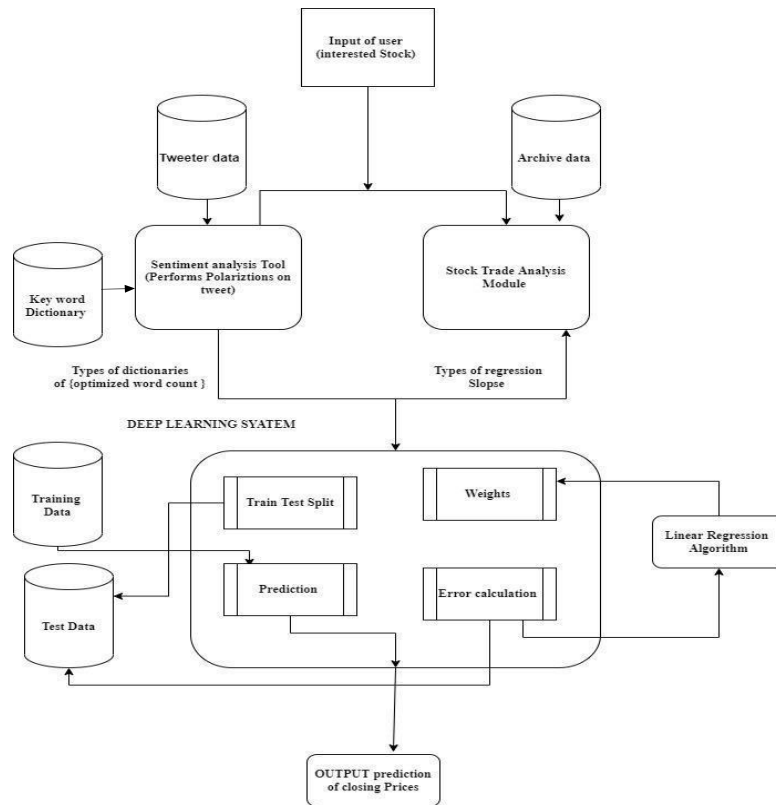 Input of user
(interested Stock)
Tweeter data
Archive data
Sentiment analysis Tool
(Performs Polariztions on
tweet)
Stock Trade Analysis
Module
Key word
Dictionary
Types of dictionaries
of {optimized word count }
Types of regression
Slopse
DEEP LEARNING SYATEM
Training
Data
Train Test Split
Weights
Linear Regression
Algorithm
Prediction
Error calculation
Test Data
OUTPUT prediction
of closing Prices